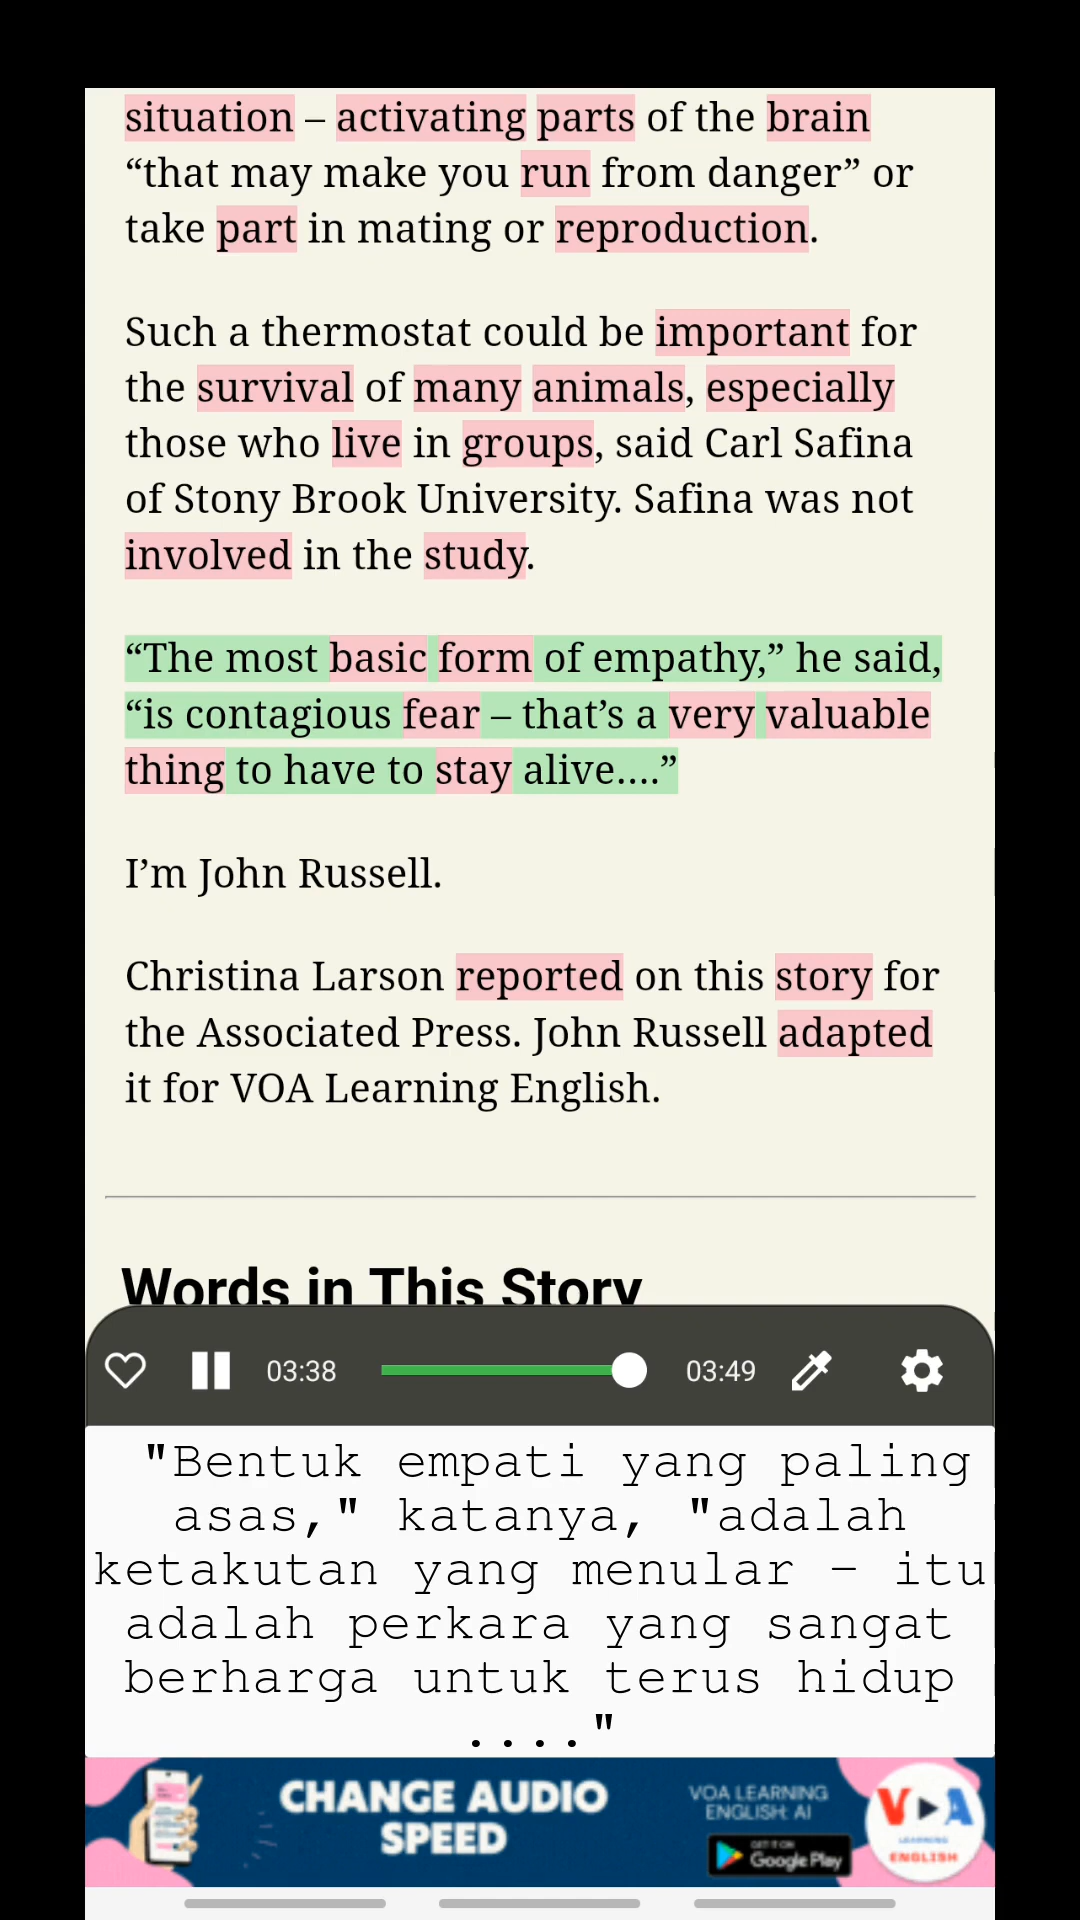 situation – activating parts of the brain
“that may make you run from danger” or
take part in mating or reproduction.
Such a thermostat could be important for
the survival of many animals, especially
those who live in groups, said Carl Safina
of Stony Brook University. Safina was not
involved in the study.
“The most basic form of empathy,” he said,
“is contagious fear – that’s a very valuable
thing to have to stay alive....”
I’m John Russell.
Christina Larson reported on this story for
the Associated Press. John Russell adapted
it for VOA Learning English.
Words in This Story
03:38
03:49
"Bentuk empati yang paling
asas," katanya, "adalah
ketakutan yang menular – itu
adalah perkara yang sangat
berharga untuk terus hidup
...."
CHANGE AUDIO
SPEED
VOA LEARNING
ENGLISH: AI
GET IT ON
Google Play
VOA
LEARNING
ENGLISH